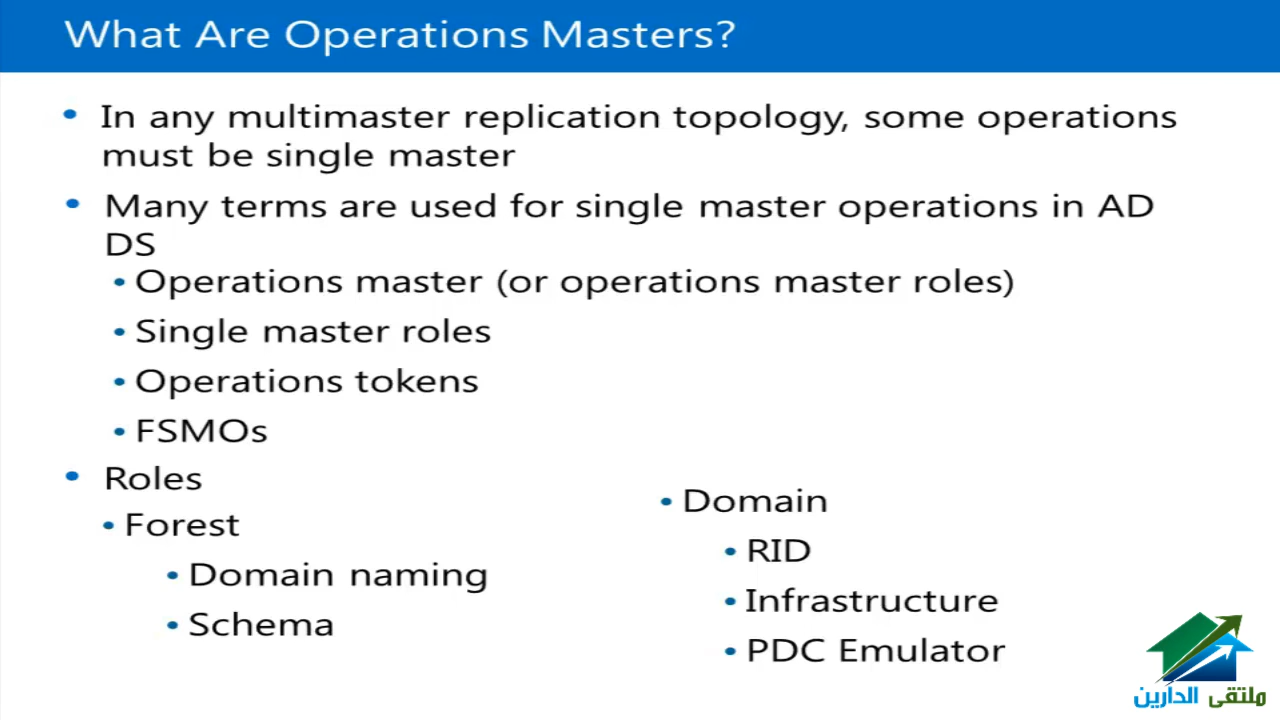 What Are Operations Masters?
• In any multimaster replication topology, some operations
must be single master
• Many terms are used for single master operations in AD
DS
• Operations master (or operations master roles)
• Single master roles
• Operations tokens
• FSMOs
• Roles
• Forest
• Domain naming
• Schema
• Domain
• RID
• Infrastructure
• PDC Emulator
ملتقى الدارين